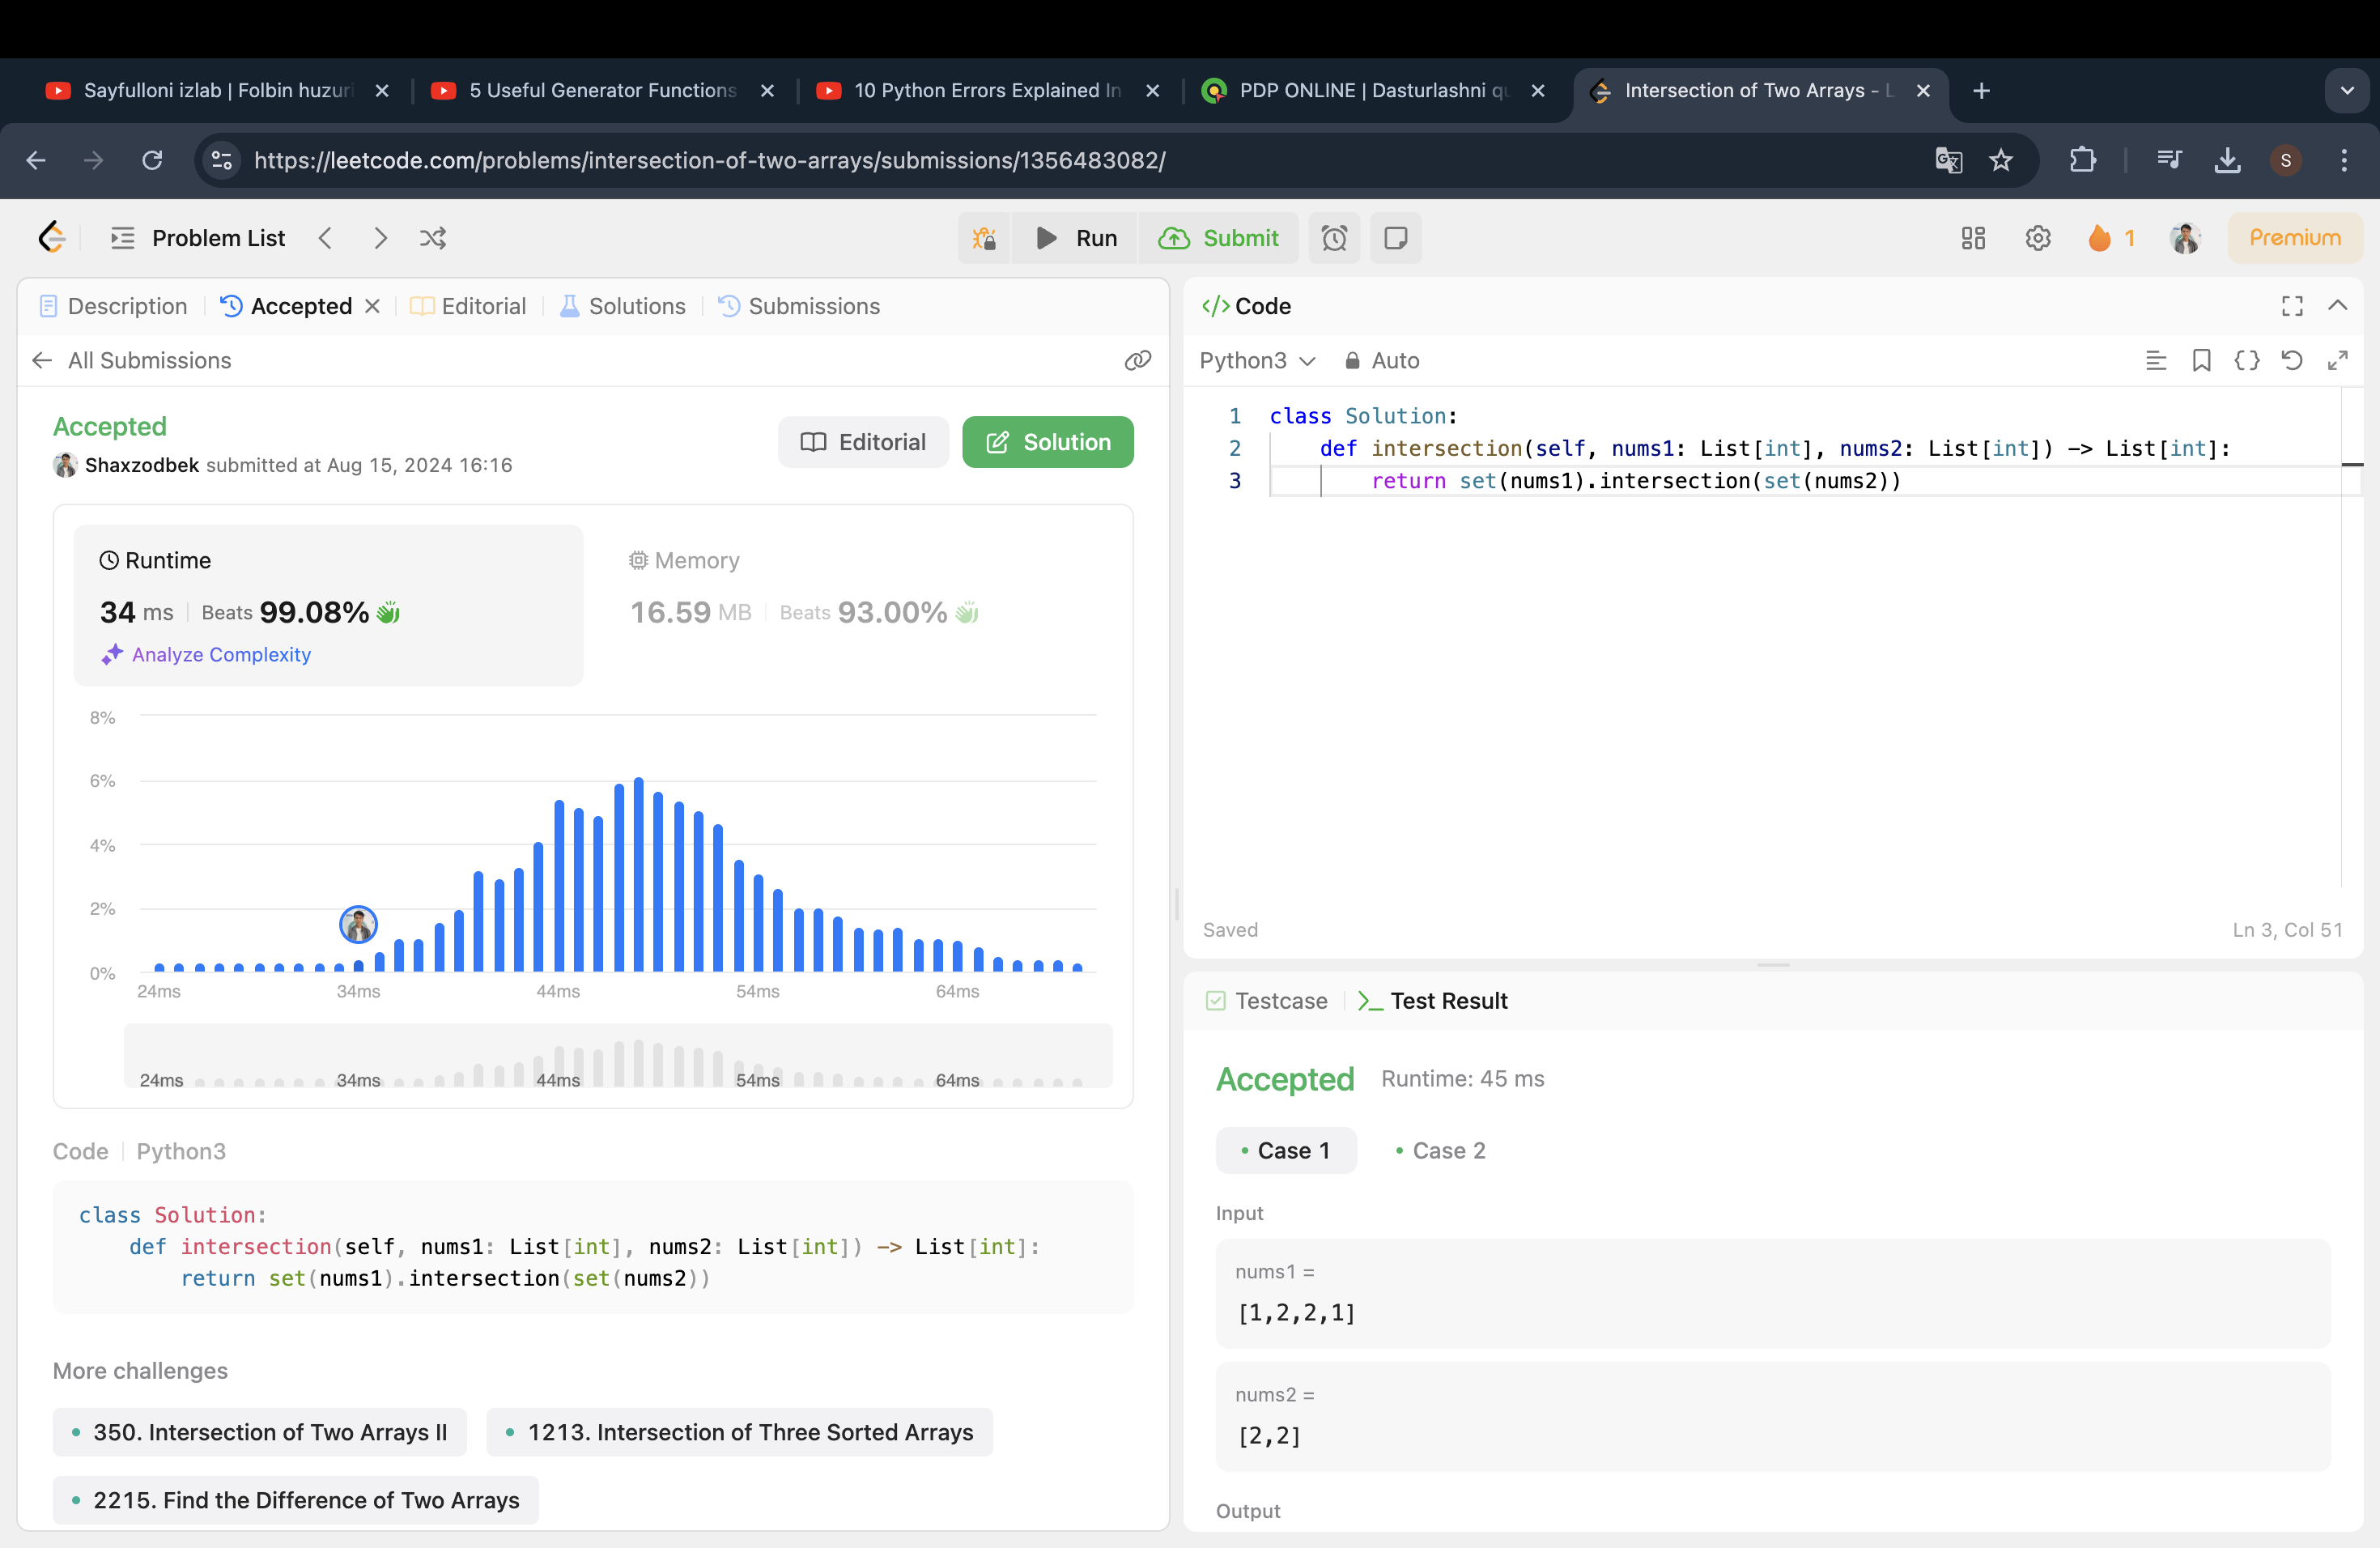 Sayfulloni izlab | Folbin huzuri
5 Useful Generator Functions
10 Python Errors Explained In
PDP ONLINE | Dasturlashni qu
Intersection of Two Arrays - L
https://leetcode.com/problems/intersection-of-two-arrays/submissions/1356483082/
S
Problem List
Run
Submit
1
Premium
Description
Accepted
Editorial
Solutions
Submissions
All Submissions
Accepted
Shaxzodbek submitted at Aug 15, 2024 16:16
Editorial
Solution
Runtime
34 ms | Beats 99.08%
Analyze Complexity
Memory
16.59 MB | Beats 93.00%
8%
6%
4%
2%
0%
24ms 34ms 44ms 54ms 64ms
24ms 34ms 44ms 54ms 64ms
Code | Python3
class Solution:
    def intersection(self, nums1: List[int], nums2: List[int]) -> List[int]:
        return set(nums1).intersection(set(nums2))
More challenges
350. Intersection of Two Arrays II
1213. Intersection of Three Sorted Arrays
2215. Find the Difference of Two Arrays
</> Code
Python3
Auto
1 class Solution:
2     def intersection(self, nums1: List[int], nums2: List[int]) -> List[int]:
3         return set(nums1).intersection(set(nums2))
Saved
Ln 3, Col 51
Testcase
Test Result
Accepted Runtime: 45 ms
Case 1
Case 2
Input
nums1 =
[1,2,2,1]
nums2 =
[2,2]
Output